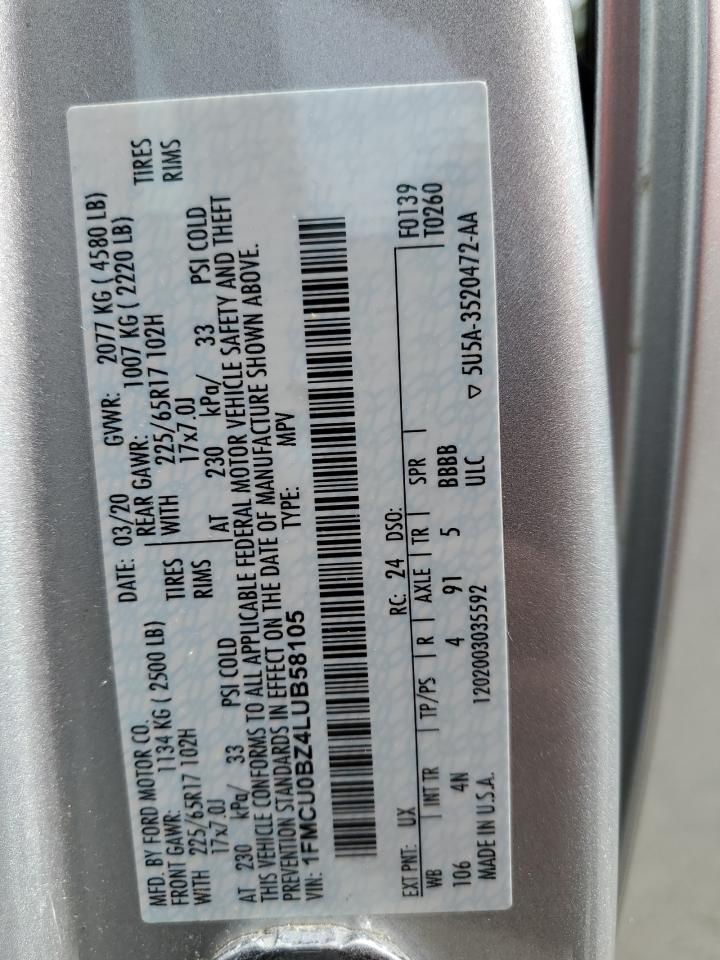 MFD. BY FORD MOTOR CO. DATE: 03/20 GVWR: 2077 KG ( 4580 LB)
FRONT GAWR: 1134 KG ( 2500 LB) REAR GAWR: 1007 KG ( 2220 LB)
WITH 225/65R17 102H TIRES WITH 225/65R17 102H TIRES
17x7.0J RIMS 17x7.0J RIMS
AT 230 kPa/ 33 PSI COLD AT 230 kPa/ 33 PSI COLD
THIS VEHICLE CONFORMS TO ALL APPLICABLE FEDERAL MOTOR VEHICLE SAFETY AND THEFT
PREVENTION STANDARDS IN EFFECT ON THE DATE OF MANUFACTURE SHOWN ABOVE.
VIN: 1FMCU0BZ4LUB58105 TYPE: MPV
EXT PNT: UX RC: 24 DSO: F0139
WB INT TR TP/PS R AXLE TR SPR T0260
106 4N 4 91 5 BBBB
MADE IN U.S.A. 1202003035592 ULC ▽ 5U5A-3520472-AA